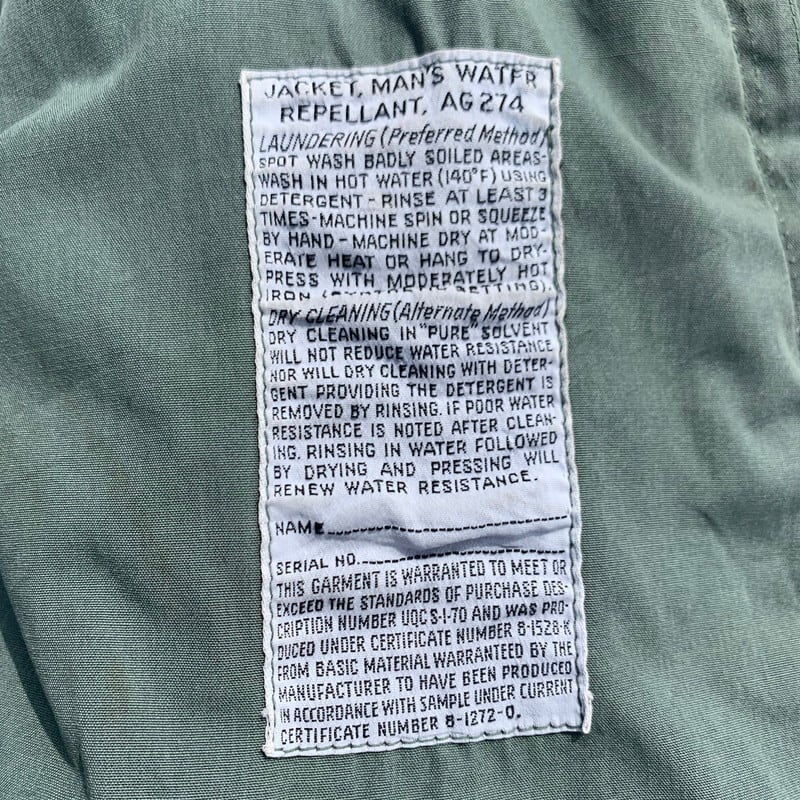 JACKET, MAN'S WATER
REPELLANT, AG 274
LAUNDERING (Preferred Method)
SPOT WASH BADLY SOILED AREAS-
WASH IN HOT WATER (140°F) USING
DETERGENT - RINSE AT LEAST 3
TIMES - MACHINE SPIN OR SQUEEZE
BY HAND - MACHINE DRY AT MOD-
ERATE HEAT OR HANG TO DRY-
PRESS WITH MODERATELY HOT
IRON SETTING).
DRY CLEANING (Alternate Method)
DRY CLEANING IN "PURE" SOLVENT
WILL NOT REDUCE WATER RESISTANCE
NOR WILL DRY CLEANING WITH DETER-
GENT PROVIDING THE DETERGENT IS
REMOVED BY RINSING. IF POOR WATER
RESISTANCE IS NOTED AFTER CLEAN-
ING. RINSING IN WATER FOLLOWED
BY DRYING AND PRESSING WILL
RENEW WATER RESISTANCE.
NAME
SERIAL NO.
THIS GARMENT IS WARRANTED TO MEET OR
EXCEED THE STANDARDS OF PURCHASE DES-
CRIPTION NUMBER UQC S-1-70 AND WAS PRO-
DUCED UNDER CERTIFICATE NUMBER 8-1528-K
FROM BASIC MATERIAL WARRANTEED BY THE
MANUFACTURER TO HAVE BEEN PRODUCED
IN ACCORDANCE WITH SAMPLE UNDER CURRENT
CERTIFICATE NUMBER 8-1272-O.